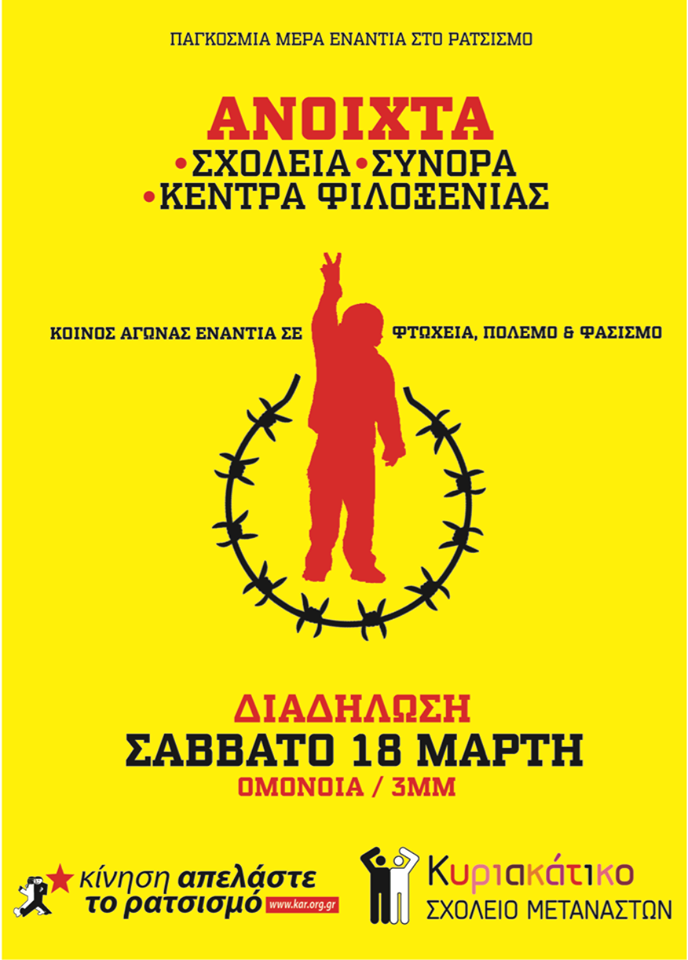 ΠΑΓΚΟΣΜΙΑ ΜΕΡΑ ΕΝΑΝΤΙΑ ΣΤΟ ΡΑΤΣΙΣΜΟ
ΑΝΟΙΧΤΑ
•ΣΧΟΛΕΙΑ •ΣΥΝΟΡΑ
•ΚΕΝΤΡΑ ΦΙΛΟΞΕΝΙΑΣ
ΚΟΙΝΟΣ ΑΓΩΝΑΣ ΕΝΑΝΤΙΑ ΣΕ ΦΤΩΧΕΙΑ, ΠΟΛΕΜΟ & ΦΑΣΙΣΜΟ
ΔΙΑΔΗΛΩΣΗ
ΣΑΒΒΑΤΟ 18 ΜΑΡΤΗ
ΟΜΟΝΟΙΑ / 3ΜΜ
κίνηση απελάστε
το ρατσισμό www.kar.org.gr
Κυριακάτικο
ΣΧΟΛΕΙΟ ΜΕΤΑΝΑΣΤΩΝ